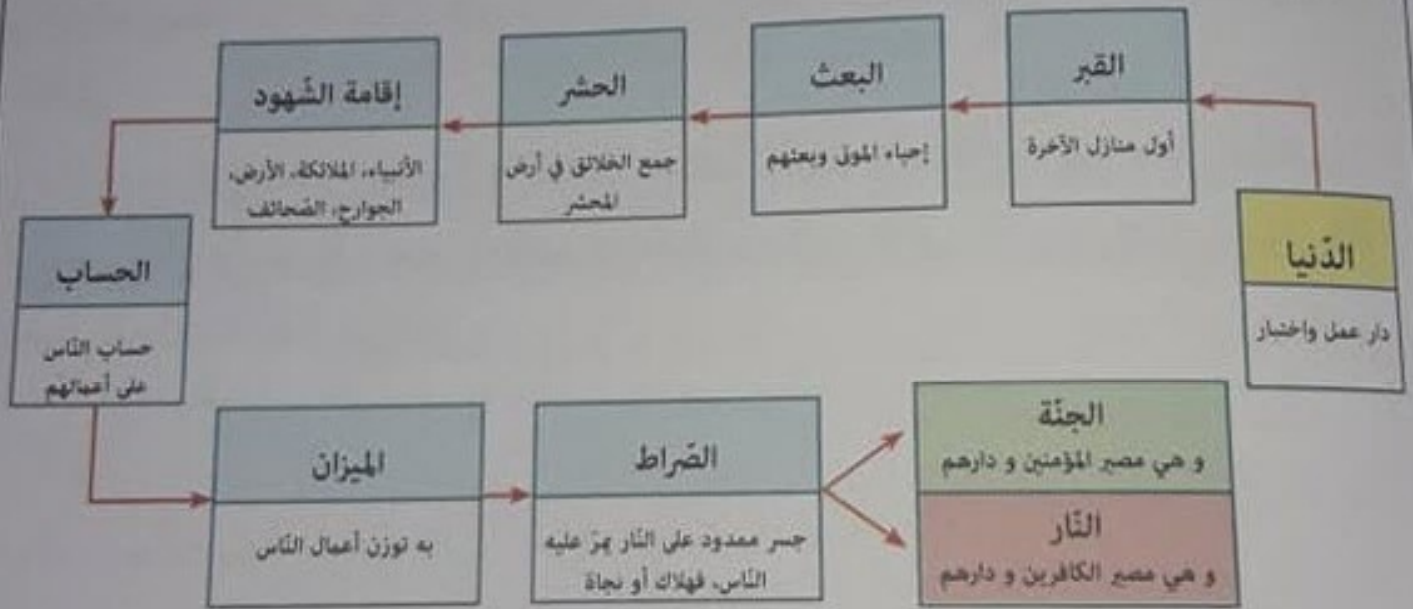 الدّنيا
دار عمل واختبار
القبر
أول منازل الآخرة
البعث
إحياء الموتى وبعثهم
الحشر
جمع الخلائق في أرض
المحشر
إقامة الشّهود
الأنبياء، الملائكة، الأرض،
الجوارح، الصّحائف
الحساب
حساب النّاس
على أعمالهم
الميزان
به توزن أعمال النّاس
الصّراط
جسر ممدود على النّار يمرّ عليه
النّاس، فهلاك أو نجاة
الجنّة
و هي مصير المؤمنين و دارهم
النّار
و هي مصير الكافرين و دارهم